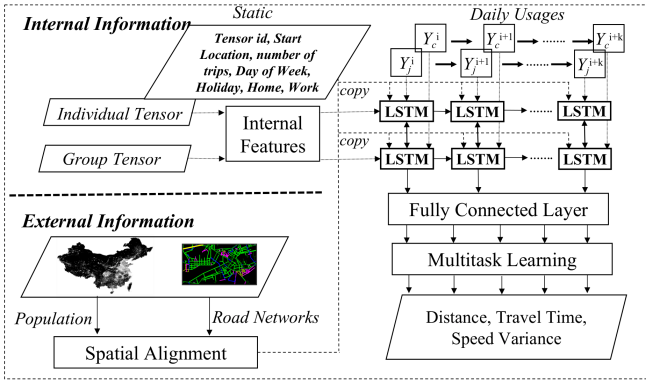 Internal Information
Static
Daily Usages
Tensor id, Start
Location, number of
trips, Day of Week,
Holiday, Home, Work
Y_c^i
Y_c^{i+1}
......
Y_c^{i+k}
Y_j^i
Y_j^{i+1}
......
Y_j^{i+k}
Individual Tensor
Group Tensor
Internal
Features
copy
copy
LSTM
LSTM
......
LSTM
LSTM
LSTM
......
LSTM
External Information
Population
Road Networks
Spatial Alignment
Fully Connected Layer
Multitask Learning
Distance, Travel Time,
Speed Variance